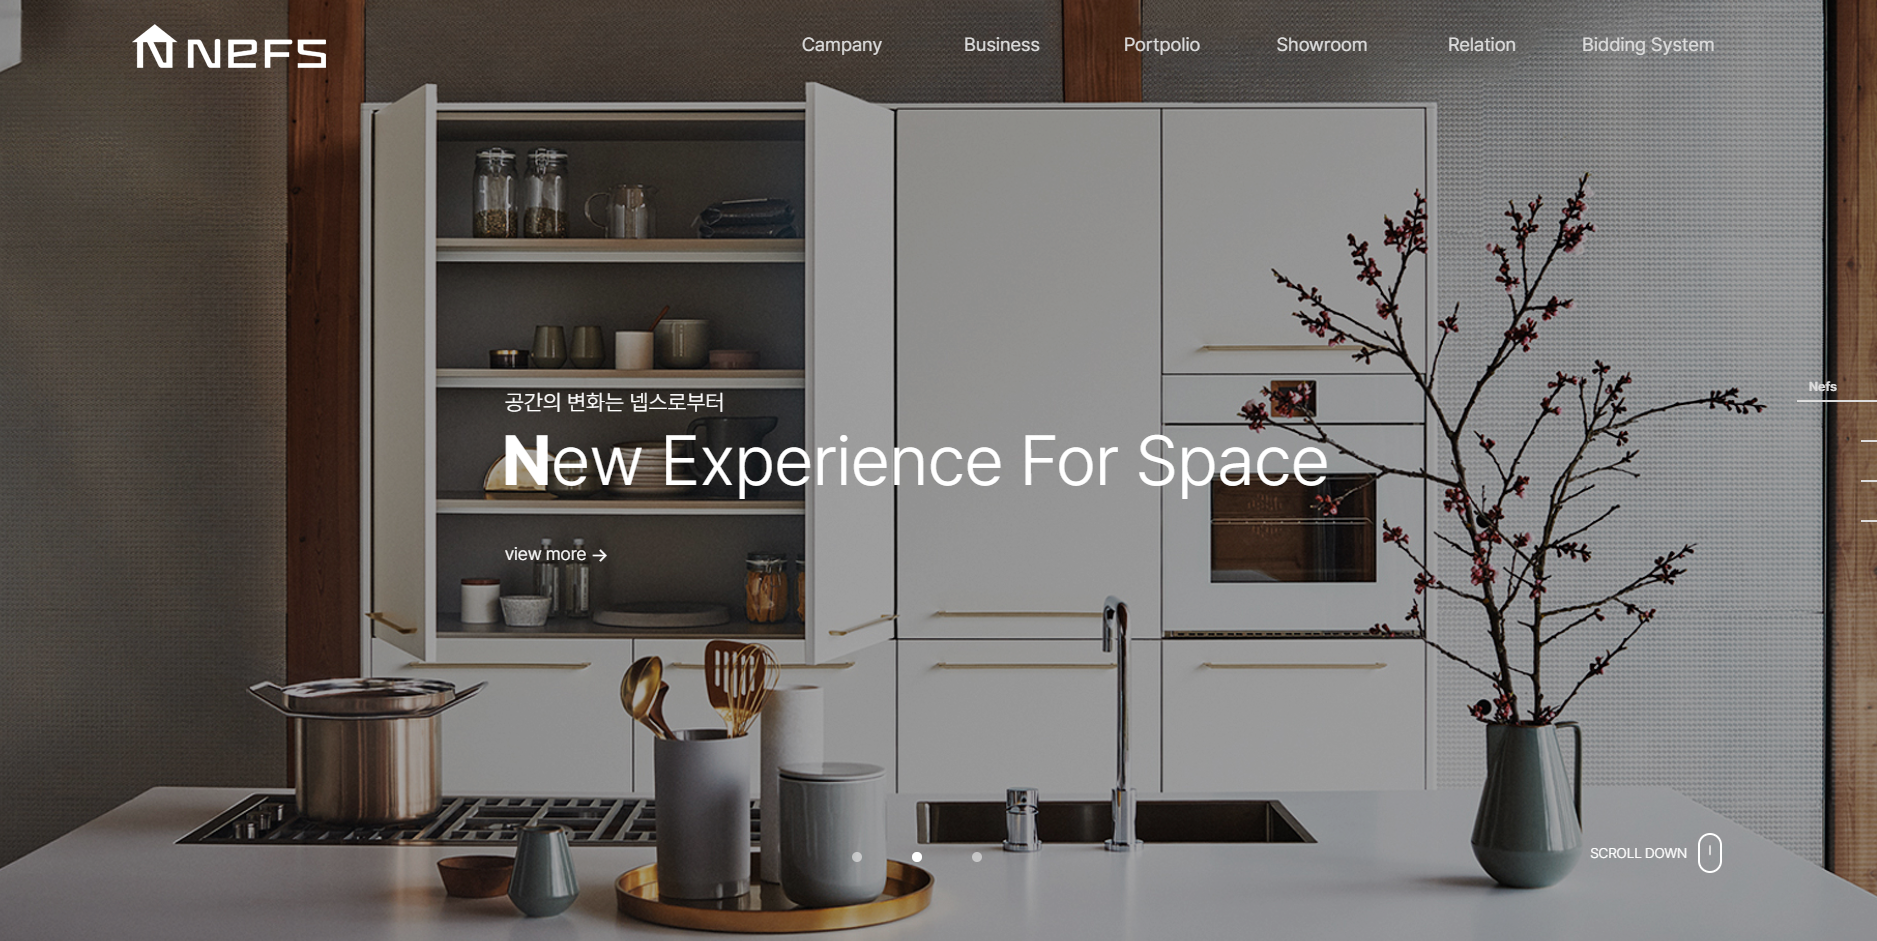 NEFS
Campany
Business
Portpolio
Showroom
Relation
Bidding System
Nefs
공간의 변화는 넵스로부터
New Experience For Space
view more →
SCROLL DOWN